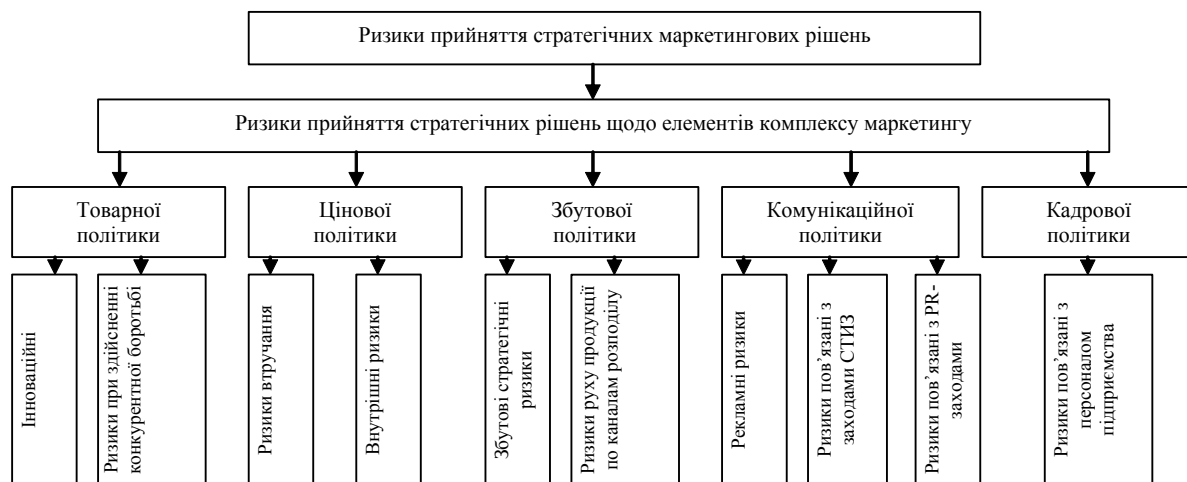 Ризики прийняття стратегічних маркетингових рішень
Ризики прийняття стратегічних рішень щодо елементів комплексу маркетингу
Товарної
політики
Цінової
політики
Збутової
політики
Комунікаційної
політики
Кадрової
політики
Інноваційні
Ризики при здійсненні
конкурентної боротьбі
Ризики втручання
Внутрішні ризики
Збутові стратегічні
ризики
Ризики руху продукції
по каналам розподілу
Рекламні ризики
Ризики пов’язані з
заходами СТИЗ
Ризики пов’язані з PR-
заходами
Ризики пов’язані з
персоналом
підприємства